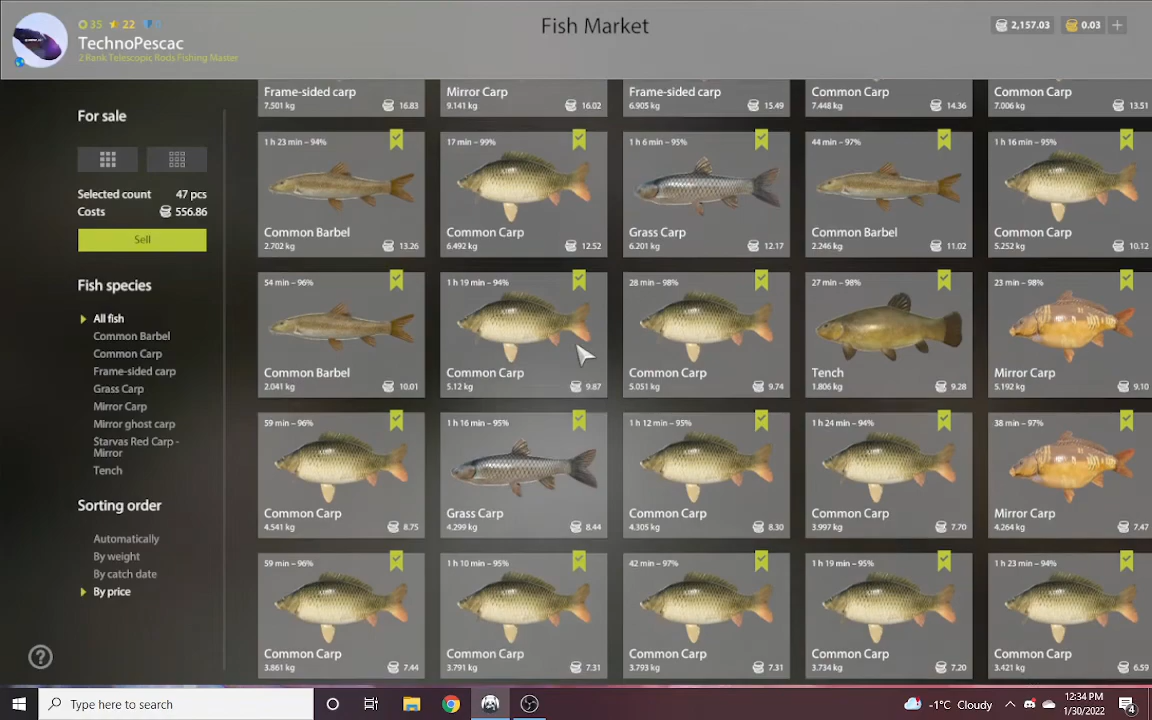 35 22
TechnoPescac
2 Rank Telescopic Rods Fishing Master
Fish Market
2,157.03
0.03 +
For sale
Selected count 47 pcs
Costs 556.86
Sell
Fish species
All fish
Common Barbel
Common Carp
Frame-sided carp
Grass Carp
Mirror Carp
Mirror ghost carp
Starvas Red Carp -
Mirror
Tench
Sorting order
Automatically
By weight
By catch date
By price
?
Frame-sided carp
7.501 kg 16.83
Mirror Carp
9.141 kg 16.02
Frame-sided carp
6.905 kg 15.49
Common Carp
7.448 kg 14.36
Common Carp
7.006 kg 13.51
1 h 23 min – 94%
Common Barbel
2.702 kg 13.26
17 min – 99%
Common Carp
6.492 kg 12.52
1 h 6 min – 95%
Grass Carp
6.201 kg 12.17
44 min – 97%
Common Barbel
2.246 kg 11.02
1 h 16 min – 95%
Common Carp
5.252 kg 10.12
54 min – 96%
Common Barbel
2.041 kg 10.01
1 h 19 min – 94%
Common Carp
5.12 kg 9.87
28 min – 98%
Common Carp
5.051 kg 9.74
27 min – 98%
Tench
1.806 kg 9.28
23 min – 98%
Mirror Carp
5.192 kg 9.10
59 min – 96%
Common Carp
4.541 kg 8.75
1 h 16 min – 95%
Grass Carp
4.299 kg 8.44
1 h 12 min – 95%
Common Carp
4.305 kg 8.30
1 h 24 min – 94%
Common Carp
3.997 kg 7.70
38 min – 97%
Mirror Carp
4.264 kg 7.47
59 min – 96%
Common Carp
3.861 kg 7.44
1 h 10 min – 95%
Common Carp
3.791 kg 7.31
42 min – 97%
Common Carp
3.793 kg 7.31
1 h 19 min – 95%
Common Carp
3.734 kg 7.20
1 h 23 min – 94%
Common Carp
3.421 kg 6.59
Type here to search
-1°C Cloudy
12:34 PM
1/30/2022
4